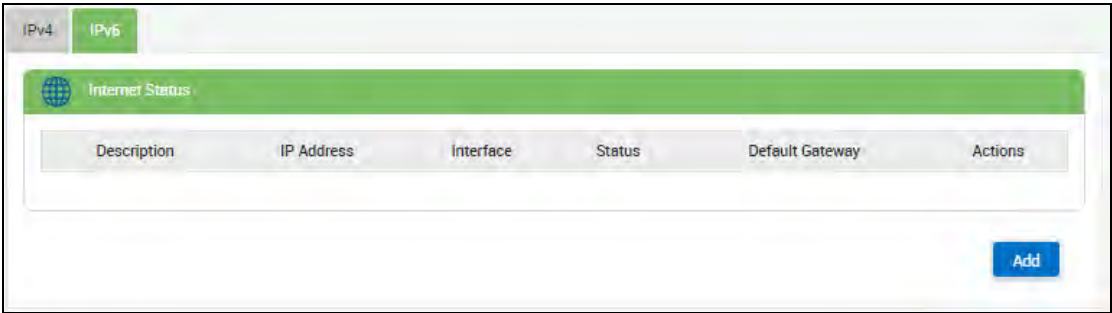 IPv4 IPv6
Internet Status
Description IP Address Interface Status Default Gateway Actions
Add